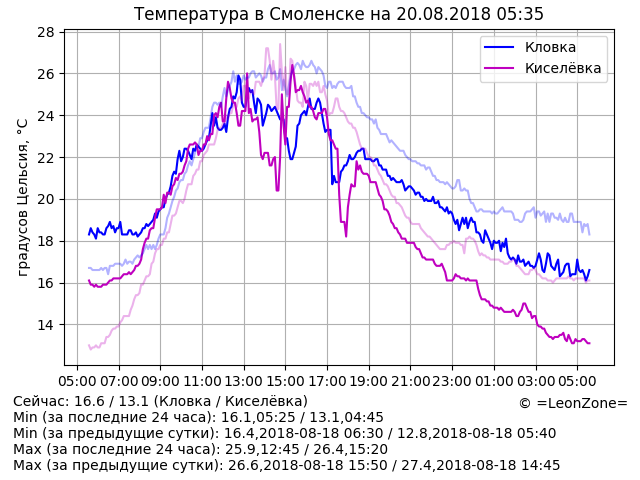 Температура в Смоленске на 20.08.2018 05:35
градусов Цельсия, °C
28
26
24
22
20
18
16
14
Кловка
Киселёвка
05:00 07:00 09:00 11:00 13:00 15:00 17:00 19:00 21:00 23:00 01:00 03:00 05:00
Сейчас: 16.6 / 13.1 (Кловка / Киселёвка)
© =LeonZone=
Min (за последние 24 часа): 16.1,05:25 / 13.1,04:45
Min (за предыдущие сутки): 16.4,2018-08-18 06:30 / 12.8,2018-08-18 05:40
Max (за последние 24 часа): 25.9,12:45 / 26.4,15:20
Max (за предыдущие сутки): 26.6,2018-08-18 15:50 / 27.4,2018-08-18 14:45